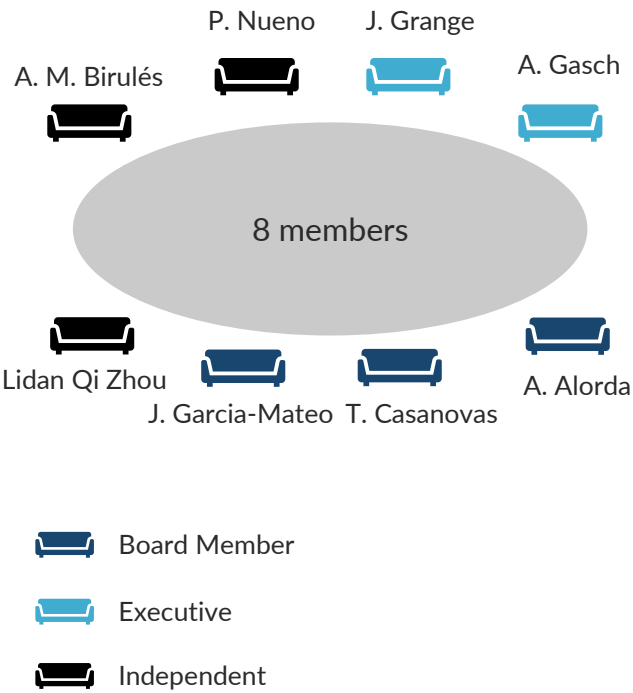 P. Nueno
J. Grange
A. Gasch
A. M. Birulés
8 members
Lidan Qi Zhou
A. Alorda
J. Garcia-Mateo
T. Casanovas
Board Member
Executive
Independent